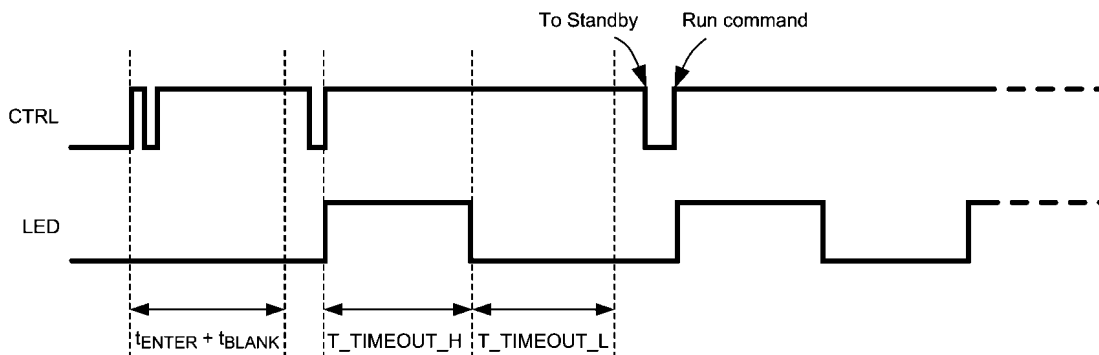 To Standby
Run command
CTRL
LED
tENTER + tBLANK
T_TIMEOUT_H
T_TIMEOUT_L